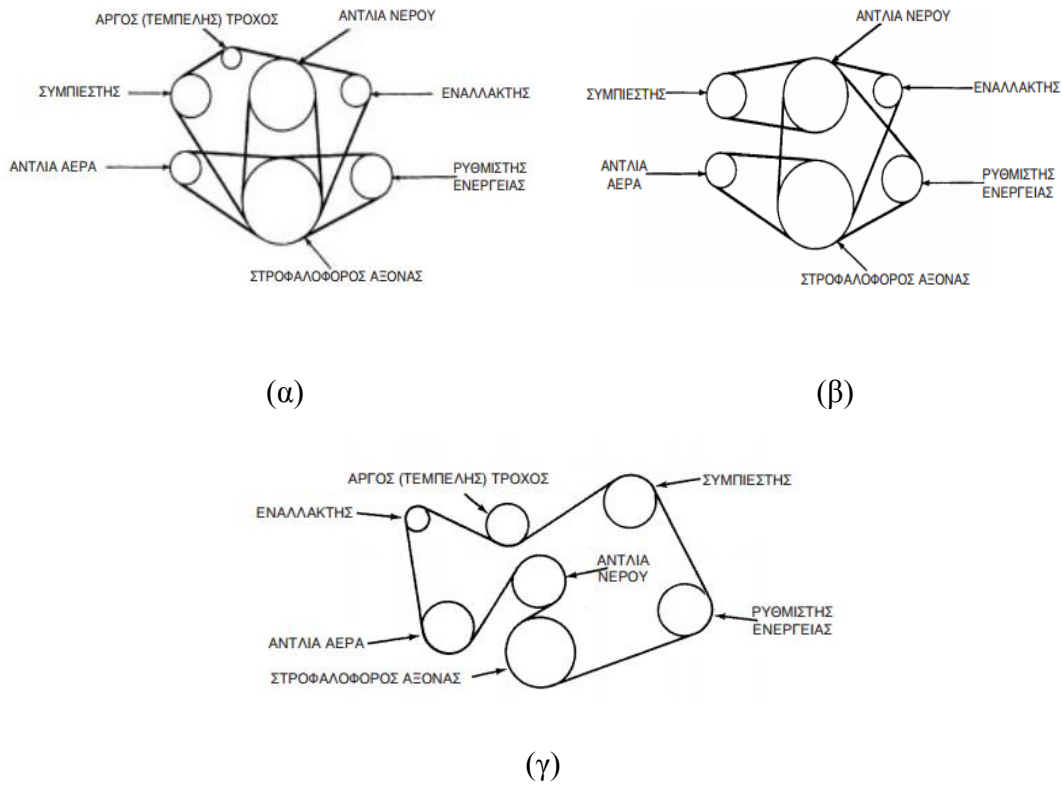 ΑΡΓΟΣ (ΤΕΜΠΕΛΗΣ) ΤΡΟΧΟΣ
ΑΝΤΛΙΑ ΝΕΡΟΥ
ΣΥΜΠΙΕΣΤΗΣ
ΕΝΑΛΛΑΚΤΗΣ
ΑΝΤΛΙΑ ΑΕΡΑ
ΡΥΘΜΙΣΤΗΣ
ΕΝΕΡΓΕΙΑΣ
ΣΤΡΟΦΑΛΟΦΟΡΟΣ ΑΞΟΝΑΣ
(α)
ΑΝΤΛΙΑ ΝΕΡΟΥ
ΣΥΜΠΙΕΣΤΗΣ
ΕΝΑΛΛΑΚΤΗΣ
ΑΝΤΛΙΑ
ΑΕΡΑ
ΡΥΘΜΙΣΤΗΣ
ΕΝΕΡΓΕΙΑΣ
ΣΤΡΟΦΑΛΟΦΟΡΟΣ ΑΞΟΝΑΣ
(β)
ΑΡΓΟΣ (ΤΕΜΠΕΛΗΣ) ΤΡΟΧΟΣ
ΣΥΜΠΙΕΣΤΗΣ
ΕΝΑΛΛΑΚΤΗΣ
ΑΝΤΛΙΑ
ΝΕΡΟΥ
ΡΥΘΜΙΣΤΗΣ
ΕΝΕΡΓΕΙΑΣ
ΑΝΤΛΙΑ ΑΕΡΑ
ΣΤΡΟΦΑΛΟΦΟΡΟΣ ΑΞΟΝΑΣ
(γ)